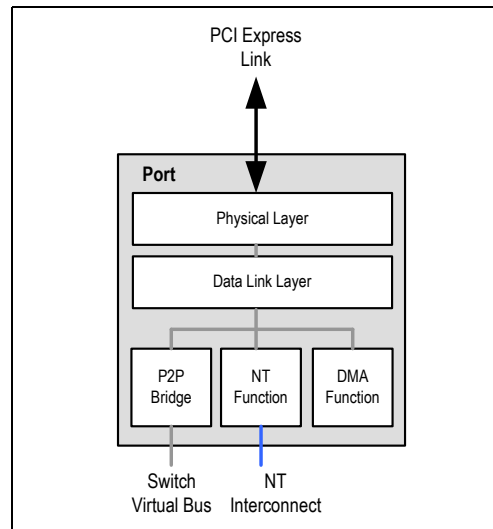 PCI Express
Link
Port
Physical Layer
Data Link Layer
P2P
Bridge
NT
Function
DMA
Function
Switch
Virtual Bus
NT
Interconnect